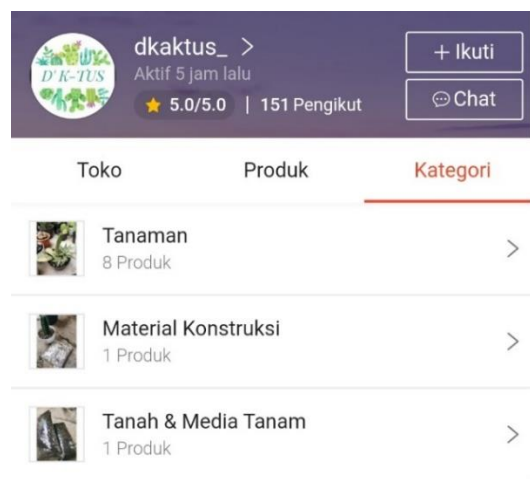 D'K-TUS
dkaktus_ >
Aktif 5 jam lalu
5.0/5.0 | 151 Pengikut
+ Ikuti
Chat
Toko
Produk
Kategori
Tanaman
8 Produk
Material Konstruksi
1 Produk
Tanah & Media Tanam
1 Produk